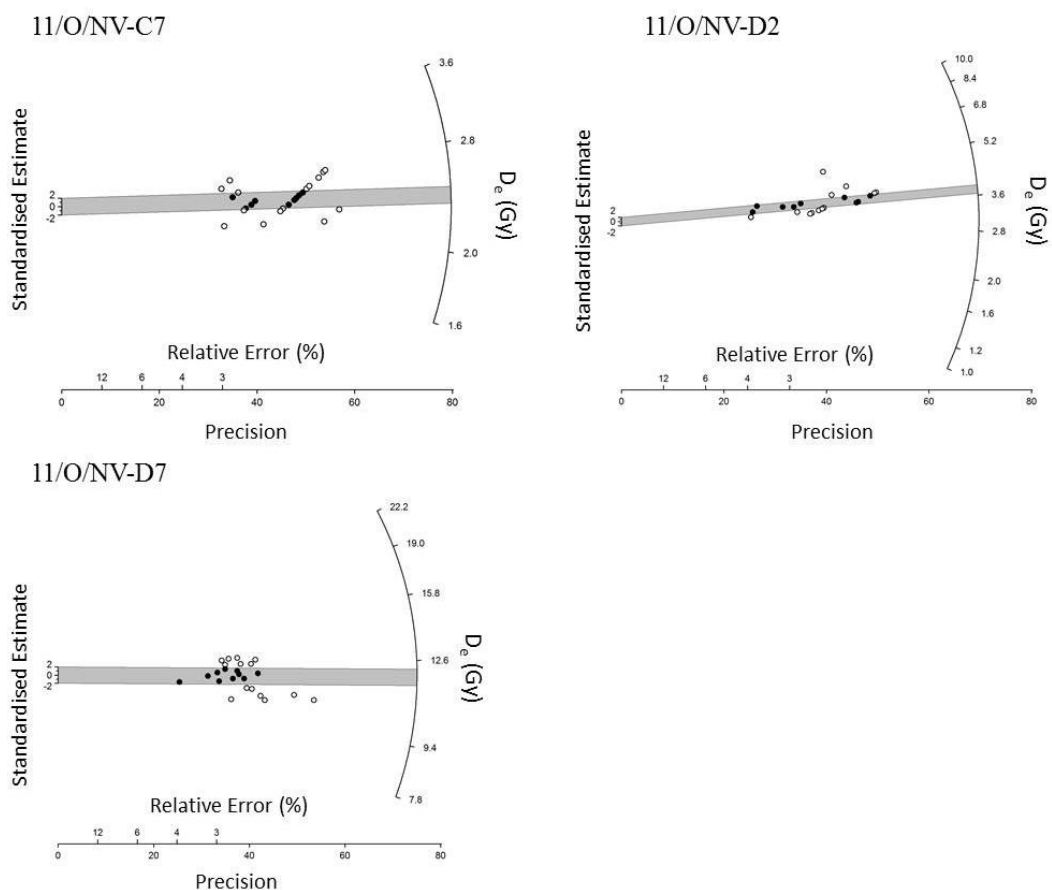 11/O/NV-C7
Standardised Estimate
2
0
-2
3.6
2.8
2.0
1.6
Dₑ (Gy)
Relative Error (%)
12 6 4 3
0 20 40 60 80
Precision
11/O/NV-D2
Standardised Estimate
2
0
-2
10.0
8.4
6.8
5.2
3.6
2.8
2.0
1.6
1.2
1.0
Dₑ (Gy)
Relative Error (%)
12 6 4 3
0 20 40 60 80
Precision
11/O/NV-D7
Standardised Estimate
2
0
-2
22.2
19.0
15.8
12.6
9.4
7.8
Dₑ (Gy)
Relative Error (%)
12 6 4 3
0 20 40 60 80
Precision